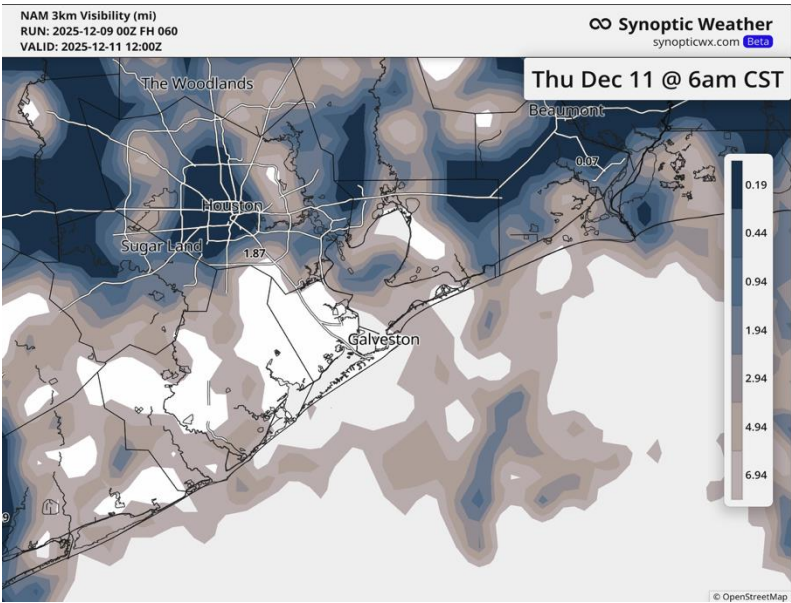 NAM 3km Visibility (mi)
RUN: 2025-12-09 00Z FH 060
VALID: 2025-12-11 12:00Z
∞ Synoptic Weather
synopticwx.com Beta
Thu Dec 11 @ 6am CST
The Woodlands
Beaumont
0.07
0.19
Houston
0.44
Sugar Land
1.87
0.94
1.94
Galveston
2.94
4.94
6.94
9
© OpenStreetMap